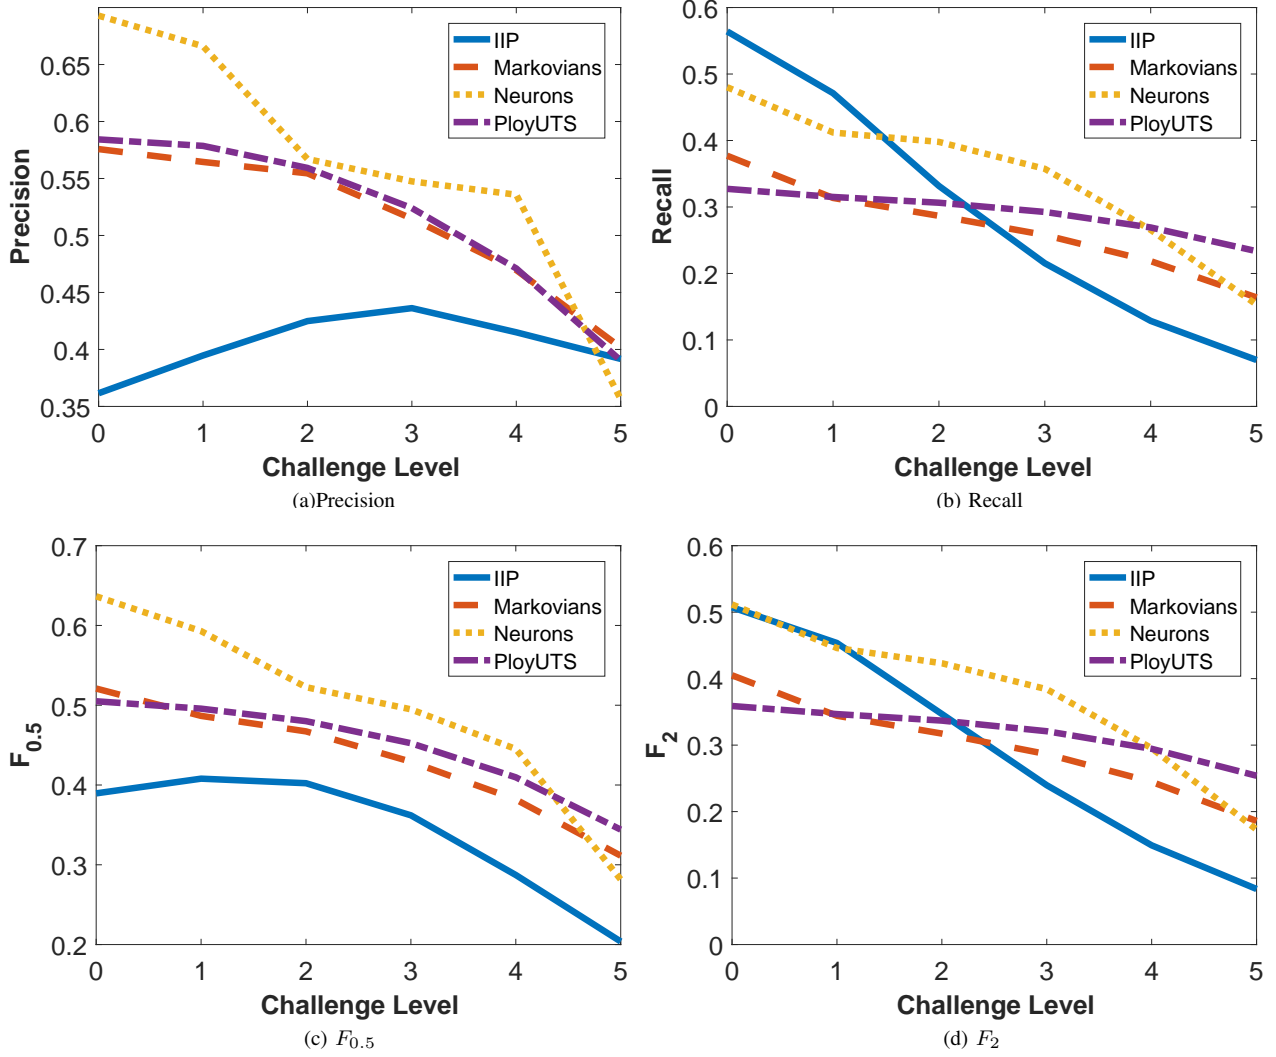 Precision
0.65
0.6
0.55
0.5
0.45
0.4
0.35
0 1 2 3 4 5
Challenge Level
IIP
Markovians
Neurons
PloyUTS
(a)Precision
Recall
0.6
0.5
0.4
0.3
0.2
0.1
0
0 1 2 3 4 5
Challenge Level
IIP
Markovians
Neurons
PloyUTS
(b) Recall
F0.5
0.7
0.6
0.5
0.4
0.3
0.2
0 1 2 3 4 5
Challenge Level
IIP
Markovians
Neurons
PloyUTS
(c) F0.5
F2
0.6
0.5
0.4
0.3
0.2
0.1
0
0 1 2 3 4 5
Challenge Level
IIP
Markovians
Neurons
PloyUTS
(d) F2